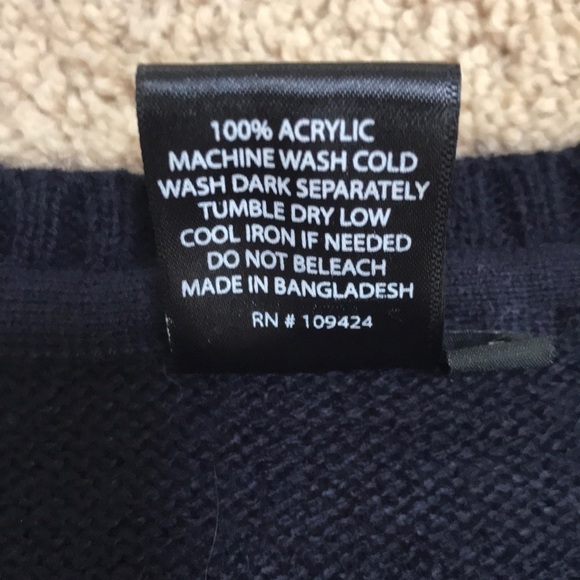 100% ACRYLIC
MACHINE WASH COLD
WASH DARK SEPARATELY
TUMBLE DRY LOW
COOL IRON IF NEEDED
DO NOT BELEACH
MADE IN BANGLADESH
RN # 109424